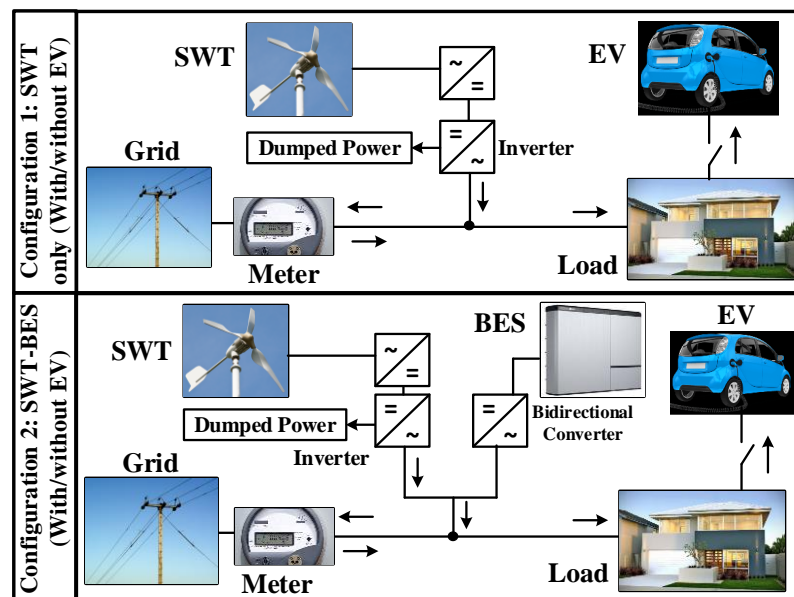 Configuration 1: SWT
only (With/without EV)
SWT
EV
~
=
=
~
Dumped Power
Inverter
Grid
Meter
Load
Configuration 2: SWT-BES
(With/without EV)
SWT
BES
EV
~
=
=
~
=
~
Dumped Power
Inverter
Bidirectional
Converter
Grid
Meter
Load